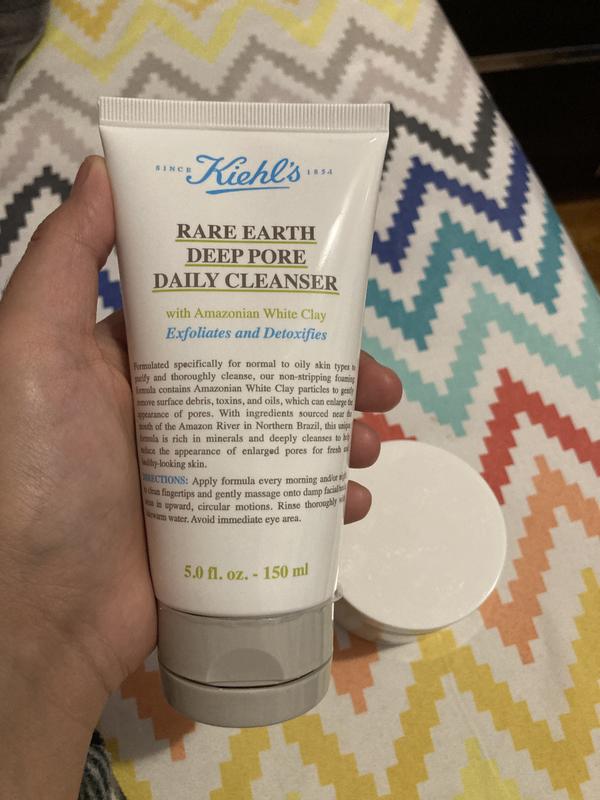 SINCE Kiehl's 1854
RARE EARTH
DEEP PORE
DAILY CLEANSER
with Amazonian White Clay
Exfoliates and Detoxifies
Formulated specifically for normal to oily skin types to
purify and thoroughly cleanse, our non-stripping foaming
formula contains Amazonian White Clay particles to gently
remove surface debris, toxins, and oils, which can enlarge the
appearance of pores. With ingredients sourced near the
mouth of the Amazon River in Northern Brazil, this unique
formula is rich in minerals and deeply cleanses to help
reduce the appearance of enlarged pores for fresh and
healthy-looking skin.
DIRECTIONS: Apply formula every morning and/or night
to clean fingertips and gently massage onto damp facial
in upward, circular motions. Rinse thoroughly
water. Avoid immediate eye area.
5.0 fl. oz. - 150 ml